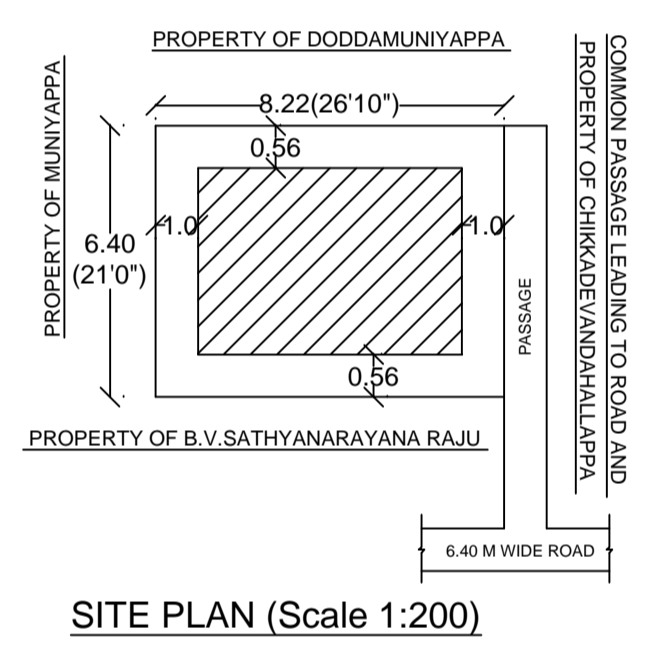 PROPERTY OF DODDAMUNIYAPPA
COMMON PASSAGE LEADING TO ROAD AND
PROPERTY OF CHIKKADEVANDAHALLAPPA
PROPERTY OF MUNIYAPPA
8.22(26'10")
0.56
1.0
1.0
6.40
(21'0")
PASSAGE
0.56
PROPERTY OF B.V.SATHYANARAYANA RAJU
6.40 M WIDE ROAD
SITE PLAN (Scale 1:200)